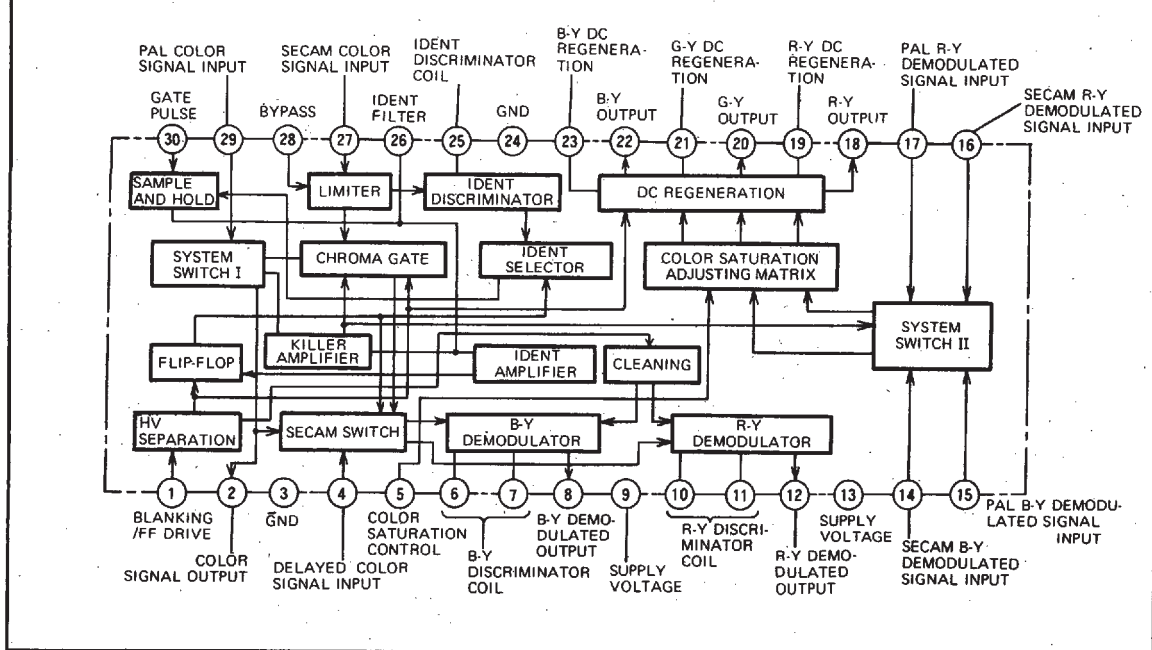 PAL COLOR
SIGNAL INPUT
SECAM COLOR
SIGNAL INPUT
IDENT
DISCRIMINATOR
COIL
B-Y DC
REGENERA-
TION
G-Y DC
REGENE-
RATION
R-Y DC
REGENERA-
TION
PAL R-Y
DEMODULATED
SIGNAL INPUT
SECAM R-Y
DEMODULATED
SIGNAL INPUT
GATE
PULSE
BYPASS
IDENT
FILTER
GND
B-Y
OUTPUT
G-Y
OUTPUT
R-Y
OUTPUT
30 29 28 27 26 25 24 23 22 21 20 19 18 17 16
SAMPLE
AND HOLD
LIMITER
IDENT
DISCRIMINATOR
DC REGENERATION
SYSTEM
SWITCH I
CHROMA GATE
IDENT
SELECTOR
COLOR SATURATION
ADJUSTING MATRIX
SYSTEM
SWITCH II
KILLER
AMPLIFIER
FLIP-FLOP
IDENT
AMPLIFIER
CLEANING
HV
SEPARATION
SECAM SWITCH
B-Y
DEMODULATOR
R-Y
DEMODULATOR
1 2 3 4 5 6 7 8 9 10 11 12 13 14 15
BLANKING
/FF DRIVE
COLOR
SIGNAL OUTPUT
GND
DELAYED COLOR
SIGNAL INPUT
COLOR
SATURATION
CONTROL
B-Y
DISCRIMINATOR
COIL
B-Y DEMO-
DULATED
OUTPUT
SUPPLY
VOLTAGE
R-Y DISCRI-
MINATOR
COIL
R-Y DEMO-
DULATED
OUTPUT
SUPPLY
VOLTAGE
SECAM B-Y
DEMODULATED
SIGNAL INPUT
PAL B-Y DEMODU-
LATED SIGNAL
INPUT